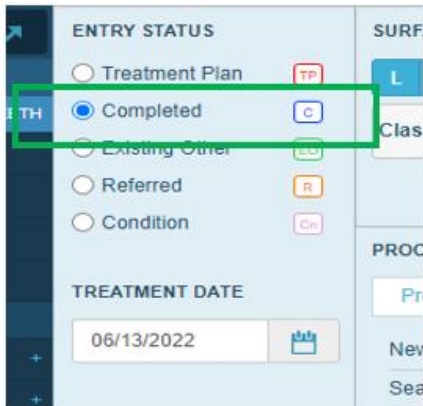 ENTRY STATUS
Treatment Plan TP
ETH Completed C
Existing Other EO
Referred R
Condition Cn
TREATMENT DATE
06/13/2022
SURF
L
Clas
PROC
Pr
New
Sea